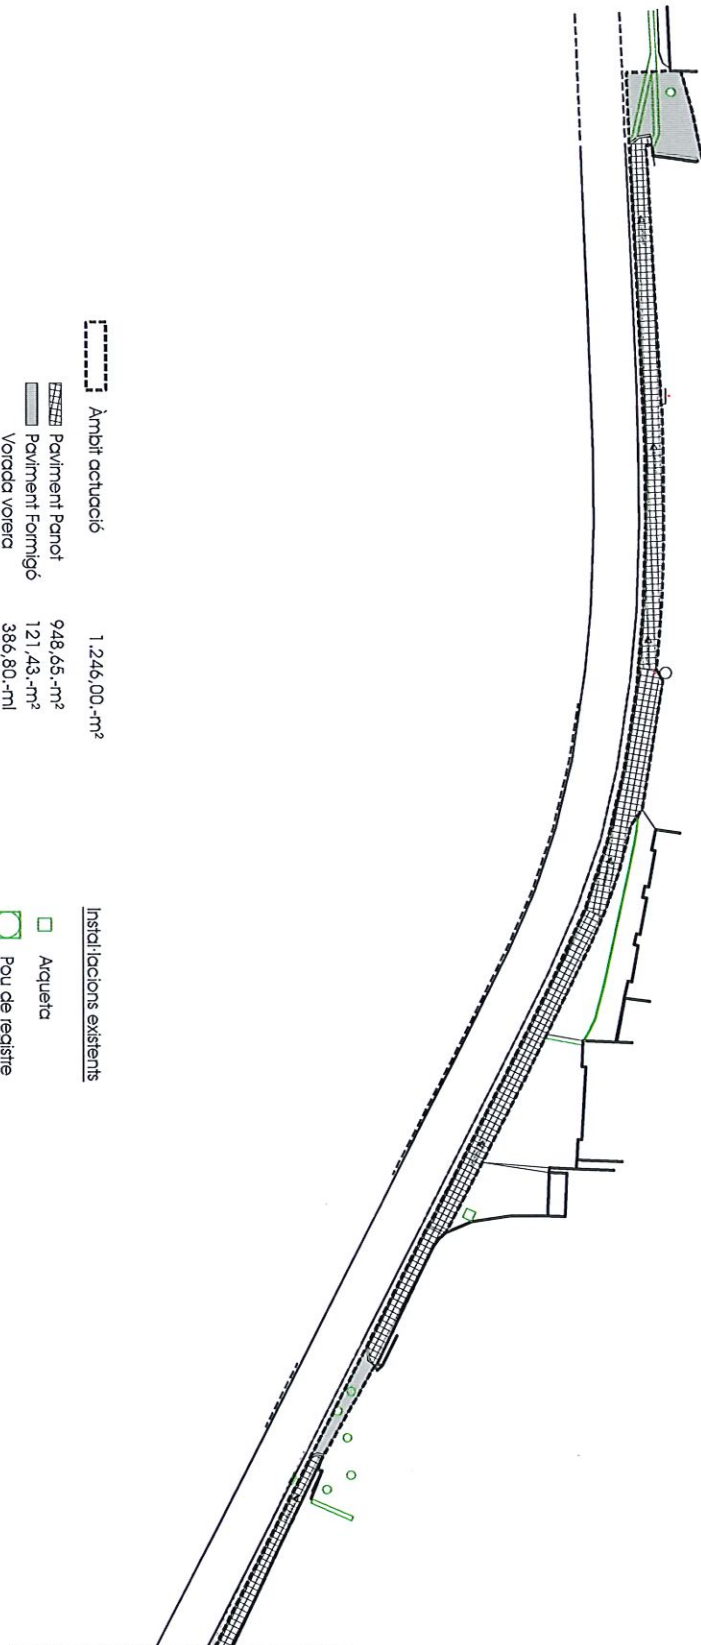 Àmbit actuació 1.246,00.-m²
Paviment Panot 948,65.-m²
Paviment Formigó 121,43.-m²
Vorada vorera 386,80.-ml
Instal·lacions existents
Arqueta
Pou de registre